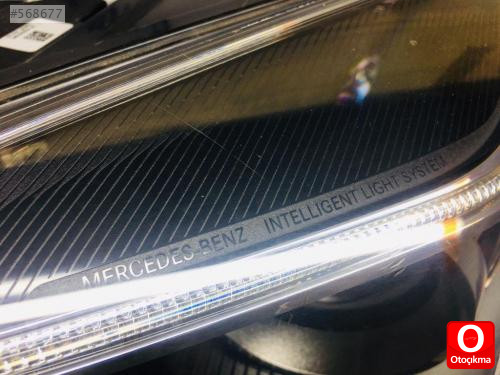 #568677
MERCEDES-BENZ INTELLIGENT LIGHT SYSTEM
O
Otoçıkma